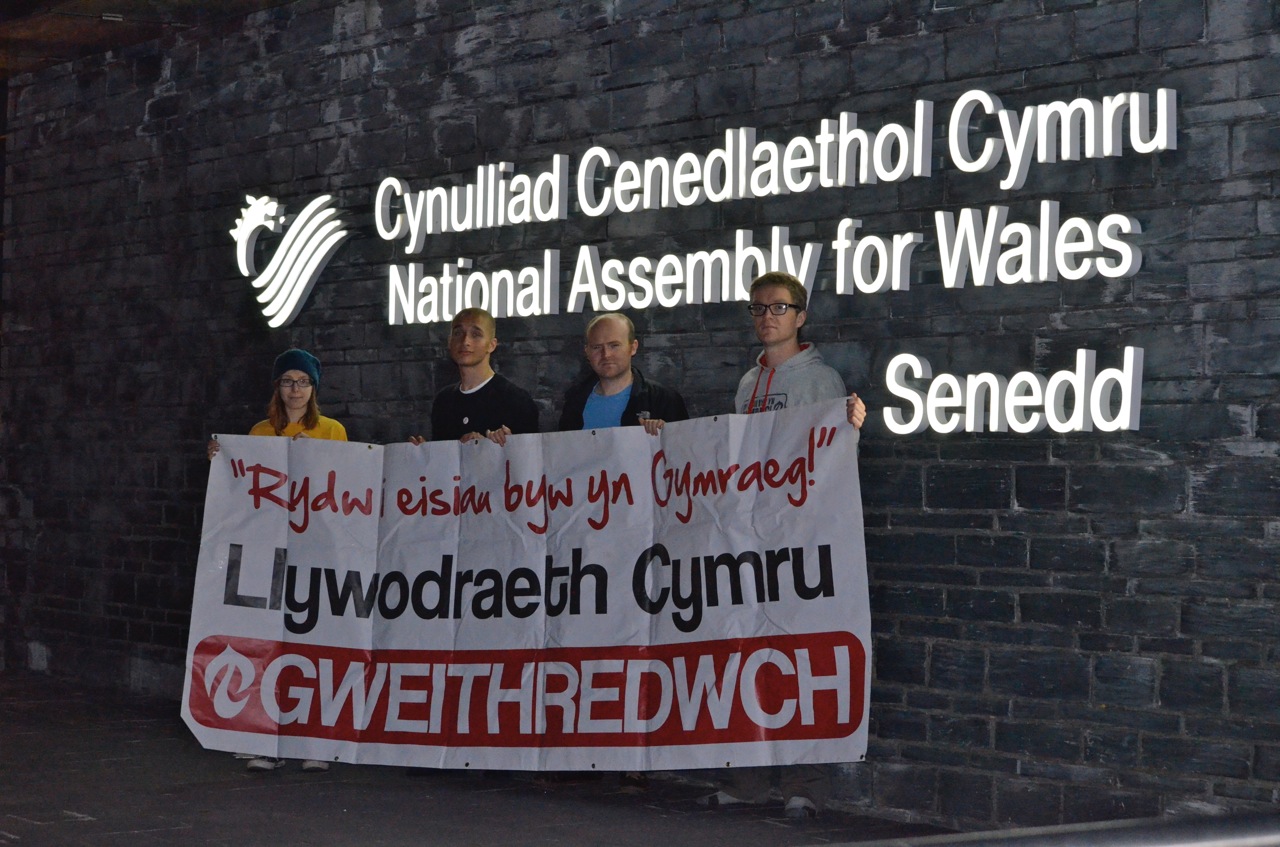 Cynulliad Cenedlaethol Cymru
National Assembly for Wales
Senedd
"Rydw i eisiau byw yn Gymraeg!"
Llywodraeth Cymru
GWEITHREDWCH